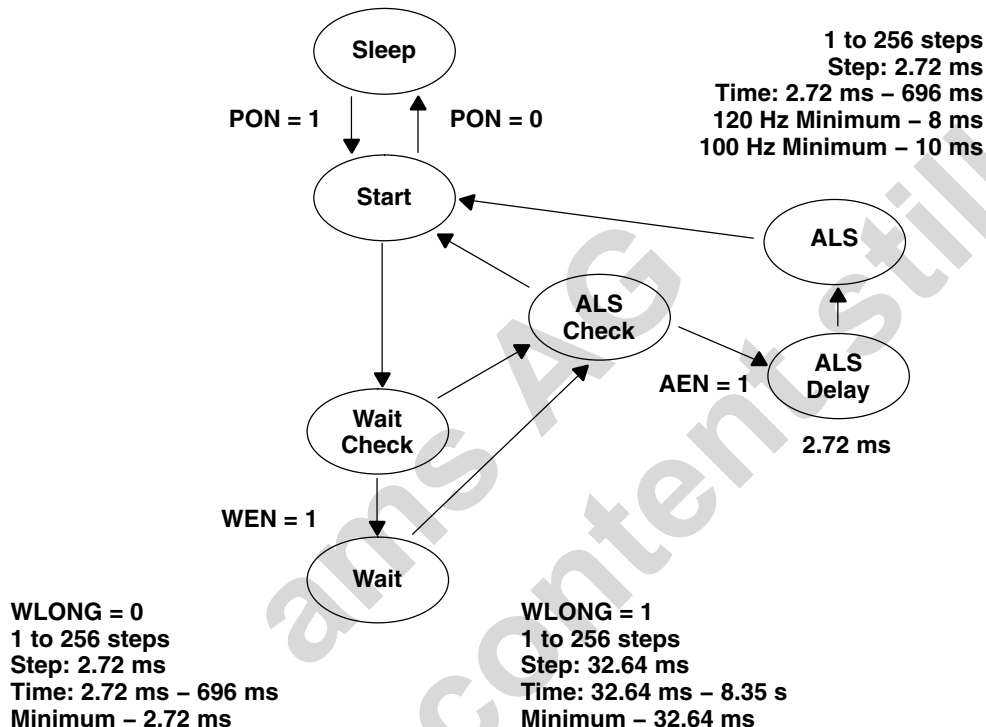 Sleep
1 to 256 steps
Step: 2.72 ms
Time: 2.72 ms – 696 ms
120 Hz Minimum – 8 ms
100 Hz Minimum – 10 ms
PON = 1
PON = 0
Start
ALS
ALS
Check
ALS
Delay
AEN = 1
2.72 ms
Wait
Check
WEN = 1
Wait
WLONG = 0
1 to 256 steps
Step: 2.72 ms
Time: 2.72 ms – 696 ms
Minimum – 2.72 ms
WLONG = 1
1 to 256 steps
Step: 32.64 ms
Time: 32.64 ms – 8.35 s
Minimum – 32.64 ms
ams AG
content still